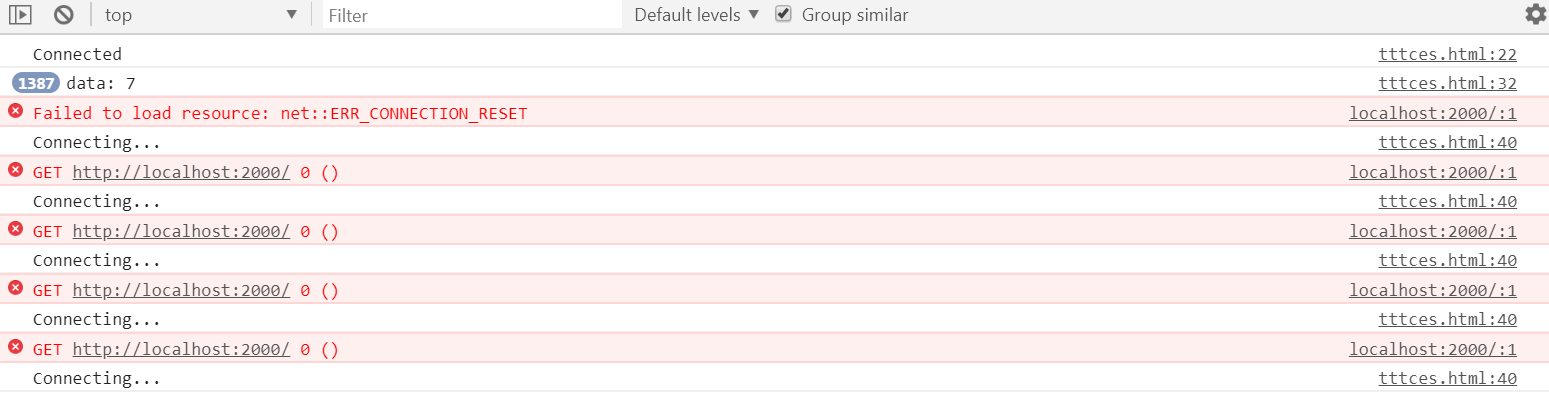 top Filter Default levels Group similar
Connected tttces.html:22
1387 data: 7 tttces.html:32
Failed to load resource: net::ERR_CONNECTION_RESET localhost:2000/:1
Connecting... tttces.html:40
GET http://localhost:2000/ 0 () localhost:2000/:1
Connecting... tttces.html:40
GET http://localhost:2000/ 0 () localhost:2000/:1
Connecting... tttces.html:40
GET http://localhost:2000/ 0 () localhost:2000/:1
Connecting... tttces.html:40
GET http://localhost:2000/ 0 () localhost:2000/:1
Connecting... tttces.html:40